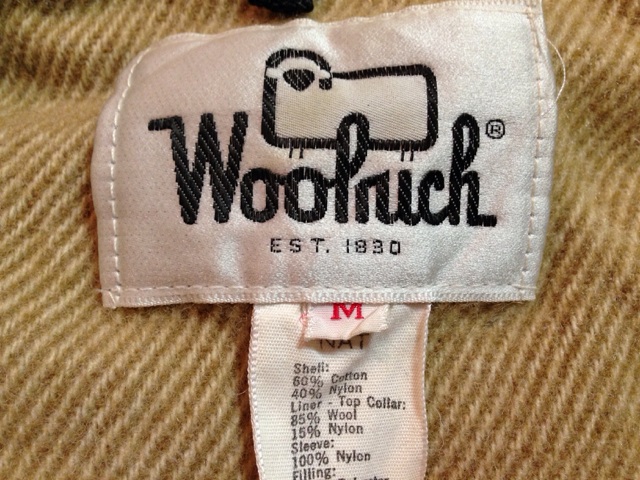 Woolrich®
EST. 1830
M
NAT
Shell:
60% Cotton
40% Nylon
Liner - Top Collar:
85% Wool
15% Nylon
Sleeve:
100% Nylon
Filling: